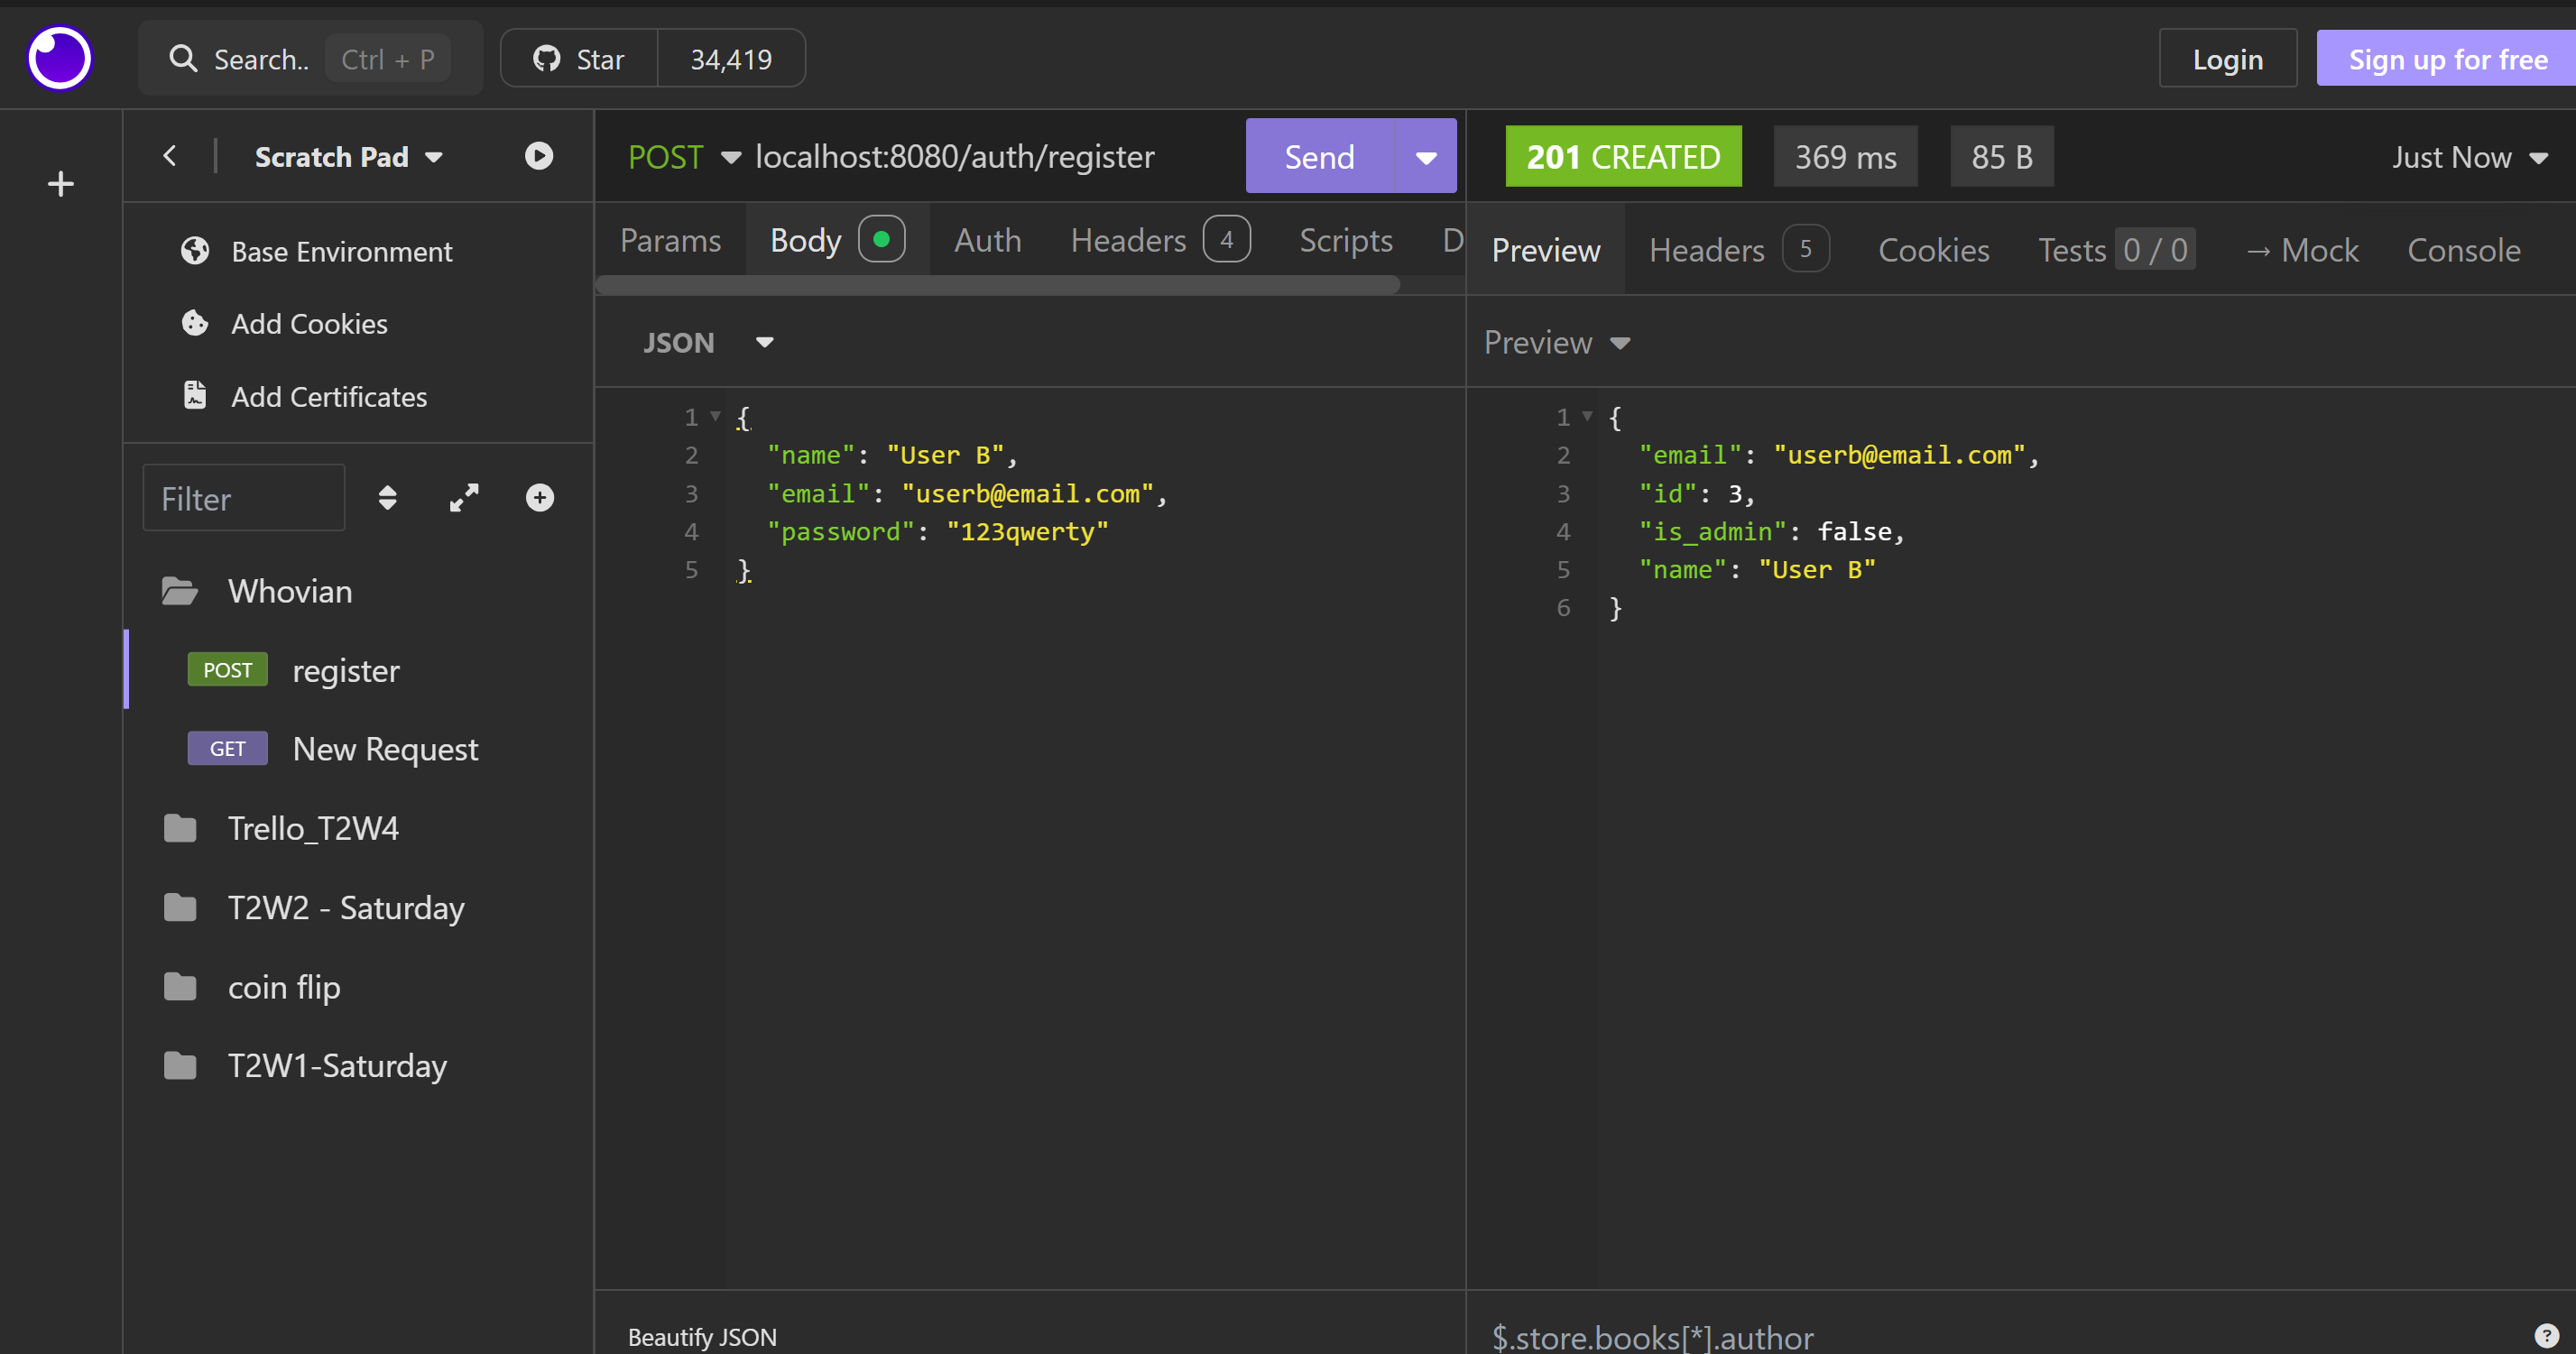 Search.. Ctrl + P Star 34,419 Login Sign up for free
Scratch Pad
Base Environment
Add Cookies
Add Certificates
Filter
Whovian
POST register
GET New Request
Trello_T2W4
T2W2 - Saturday
coin flip
T2W1-Saturday
POST localhost:8080/auth/register Send
Params Body Auth Headers 4 Scripts D
JSON
1 {
2 "name": "User B",
3 "email": "userb@email.com",
4 "password": "123qwerty"
5 }
Beautify JSON
201 CREATED 369 ms 85 B Just Now
Preview Headers 5 Cookies Tests 0 / 0 → Mock Console
Preview
1 {
2 "email": "userb@email.com",
3 "id": 3,
4 "is_admin": false,
5 "name": "User B"
6 }
$.store.books[*].author ?